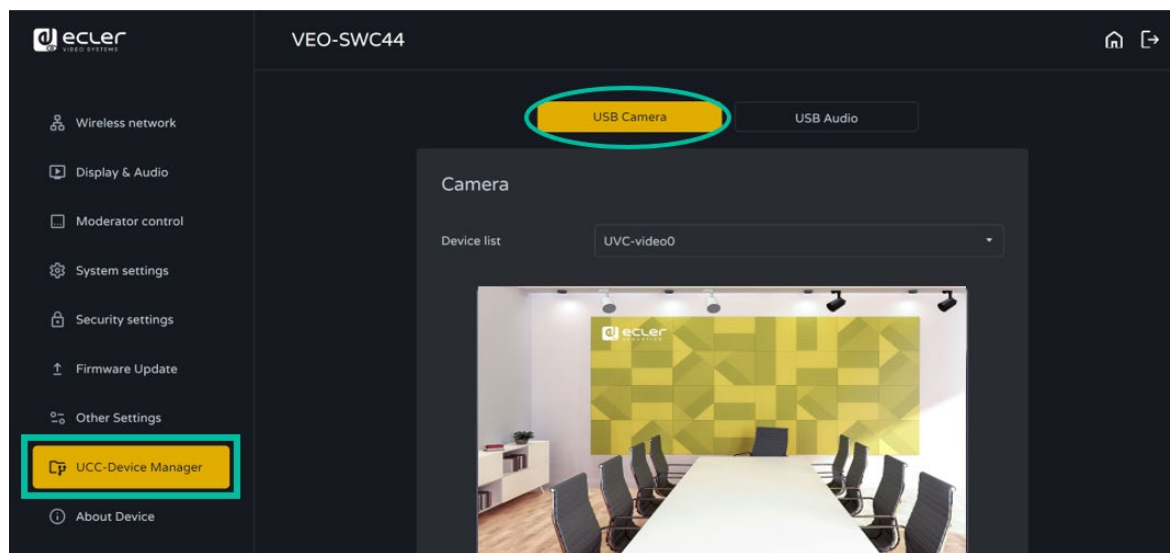 ecler
VIDEO SYSTEMS
VEO-SWC44
Wireless network
Display & Audio
Moderator control
System settings
Security settings
Firmware Update
Other Settings
UCC-Device Manager
About Device
USB Camera
USB Audio
Camera
Device list
UVC-video0
ecler